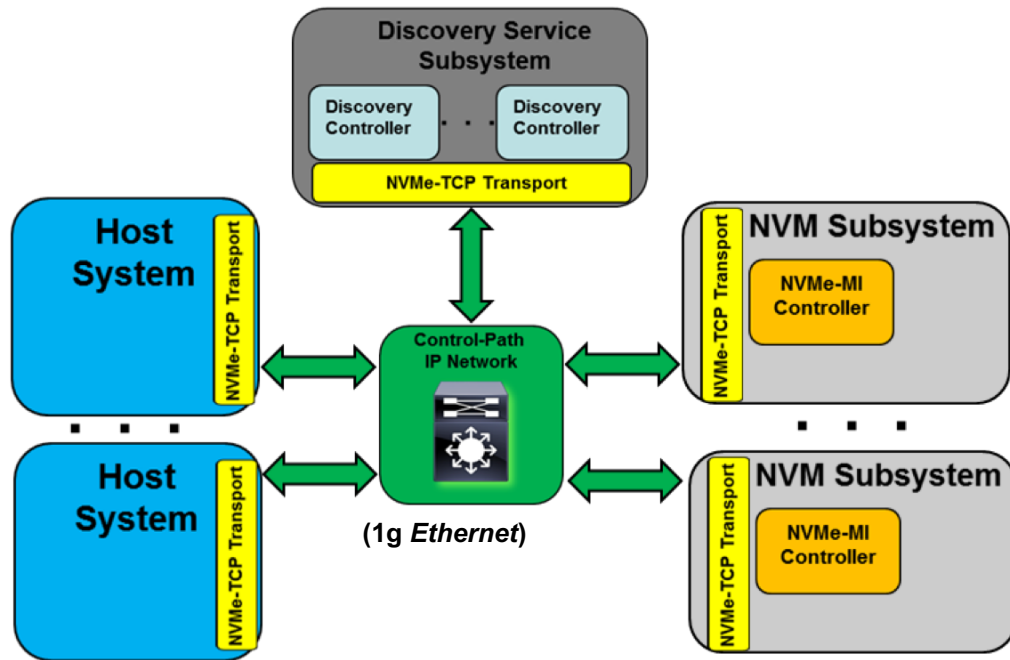 Discovery Service
Subsystem
Discovery
Controller
. . .
Discovery
Controller
NVMe-TCP Transport
Host
System
NVMe-TCP Transport
NVM Subsystem
NVMe-TCP Transport
NVMe-MI
Controller
Control-Path
IP Network
. . .
. . .
Host
System
NVMe-TCP Transport
(1g Ethernet)
NVM Subsystem
NVMe-TCP Transport
NVMe-MI
Controller